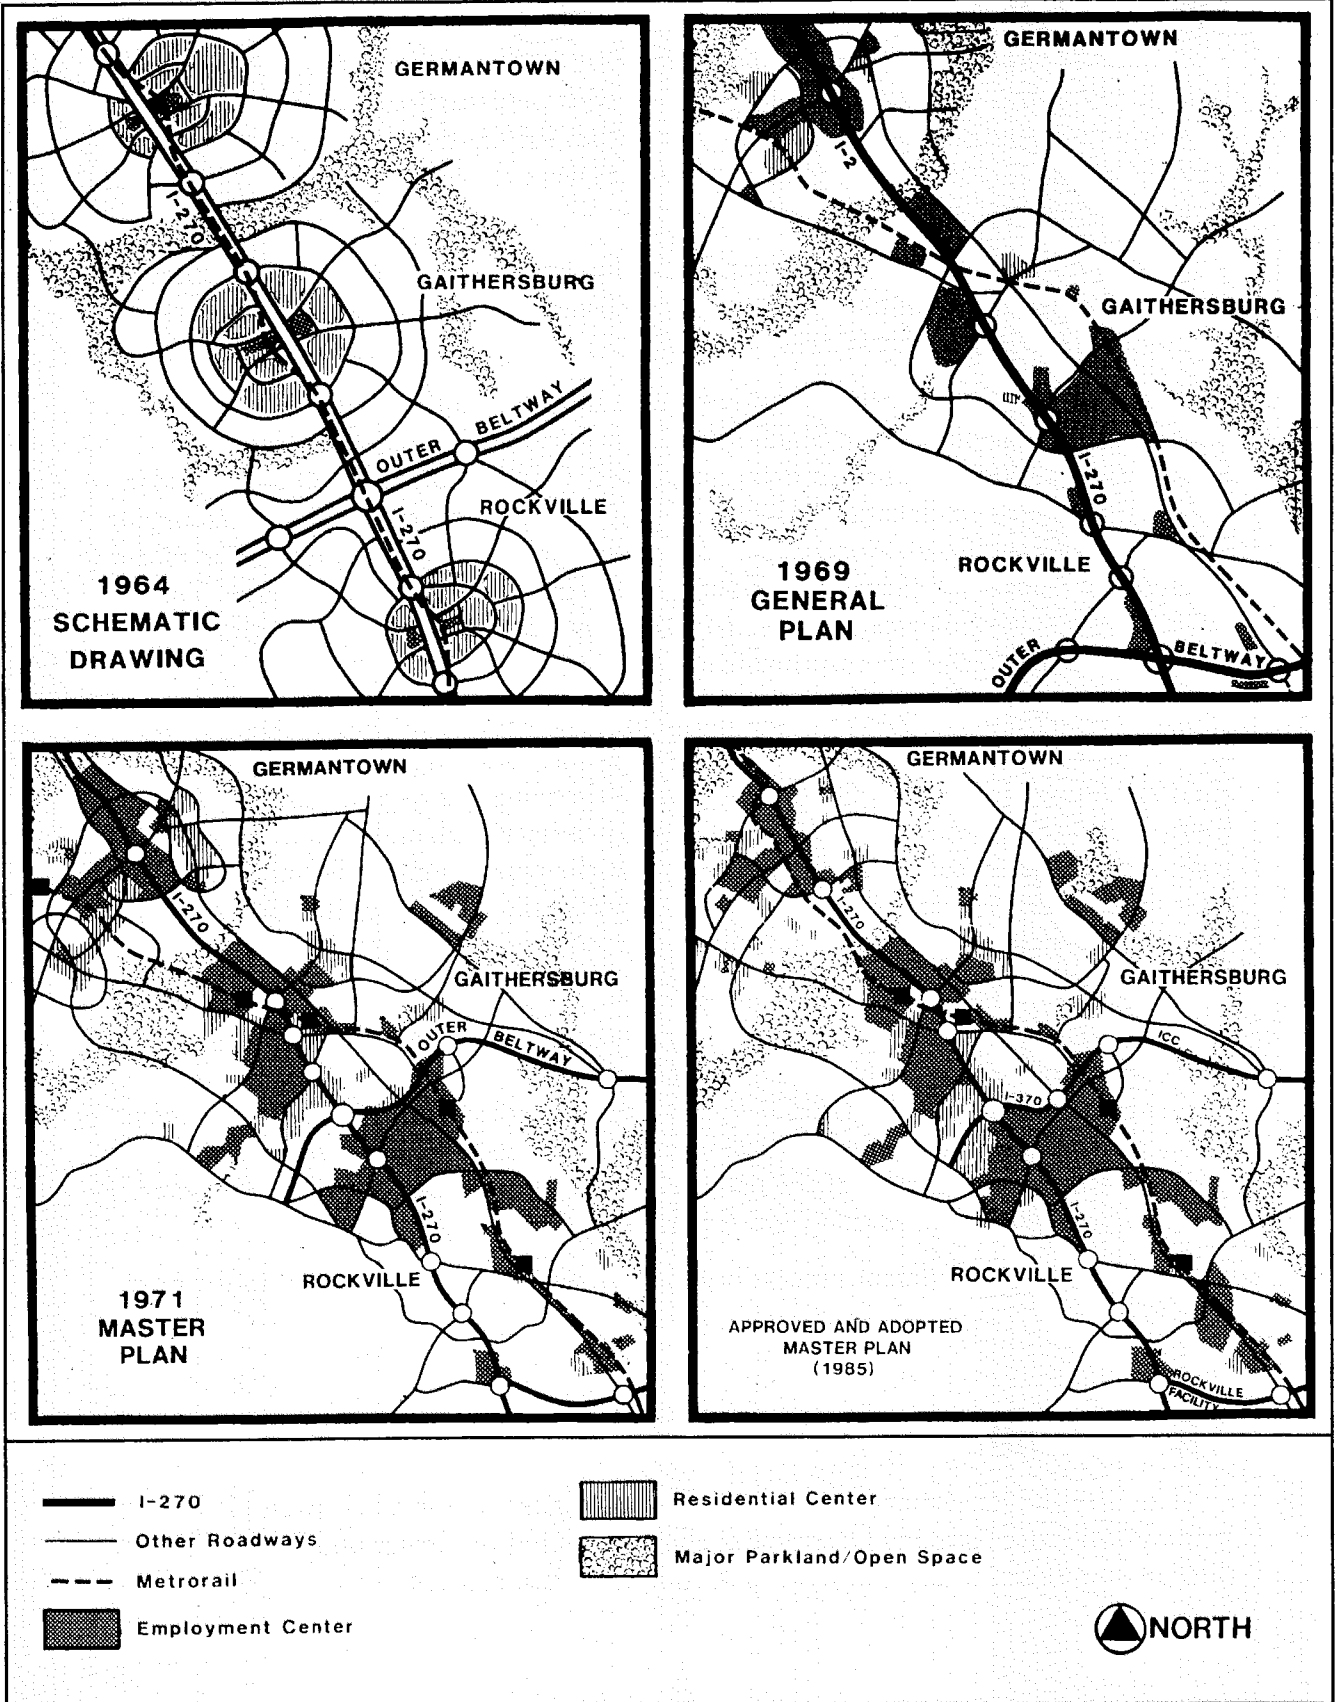 GERMANTOWN
I-270
GAITHERSBURG
OUTER BELTWAY
ROCKVILLE
I-270
1964
SCHEMATIC
DRAWING
GERMANTOWN
I-2
GAITHERSBURG
I-270
ROCKVILLE
1969
GENERAL
PLAN
OUTER BELTWAY
GERMANTOWN
I-270
GAITHERSBURG
OUTER BELTWAY
I-270
ROCKVILLE
1971
MASTER
PLAN
GERMANTOWN
I-270
GAITHERSBURG
ICC
I-370
I-270
ROCKVILLE
APPROVED AND ADOPTED
MASTER PLAN
(1985)
ROCKVILLE
FACILITY
I-270
Other Roadways
Metrorail
Employment Center
Residential Center
Major Parkland/Open Space
NORTH